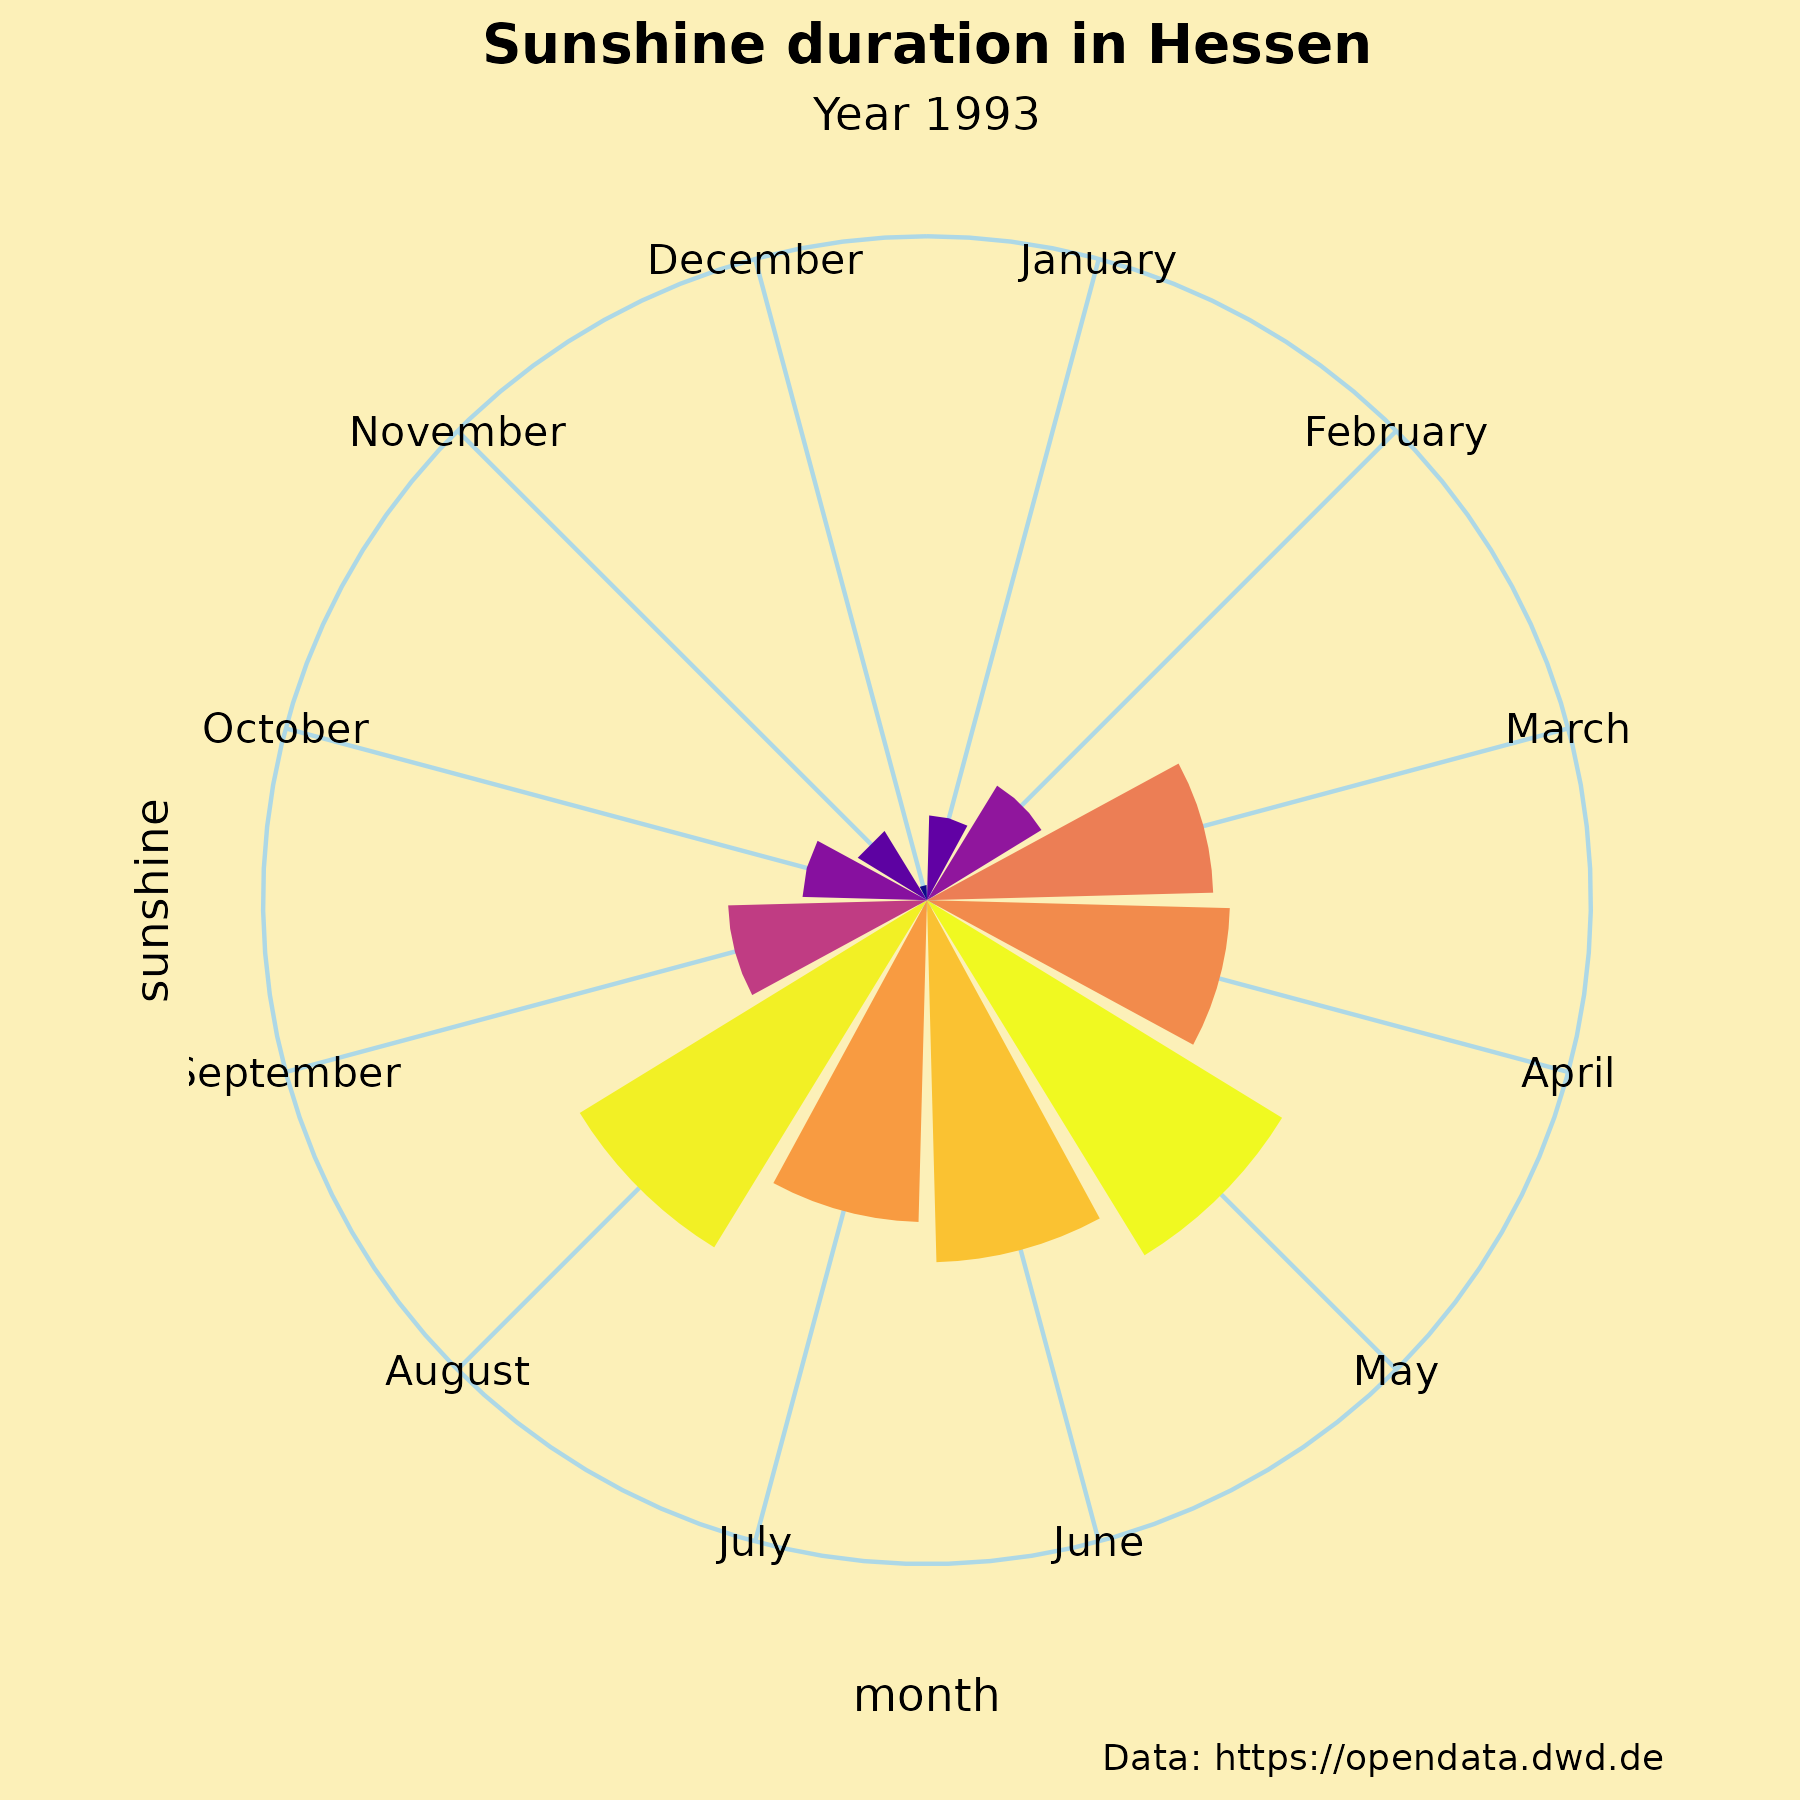 Sunshine duration in Hessen
Year 1993
December
January
November
February
October
March
sunshine
September
April
August
May
July
June
month
Data: https://opendata.dwd.de